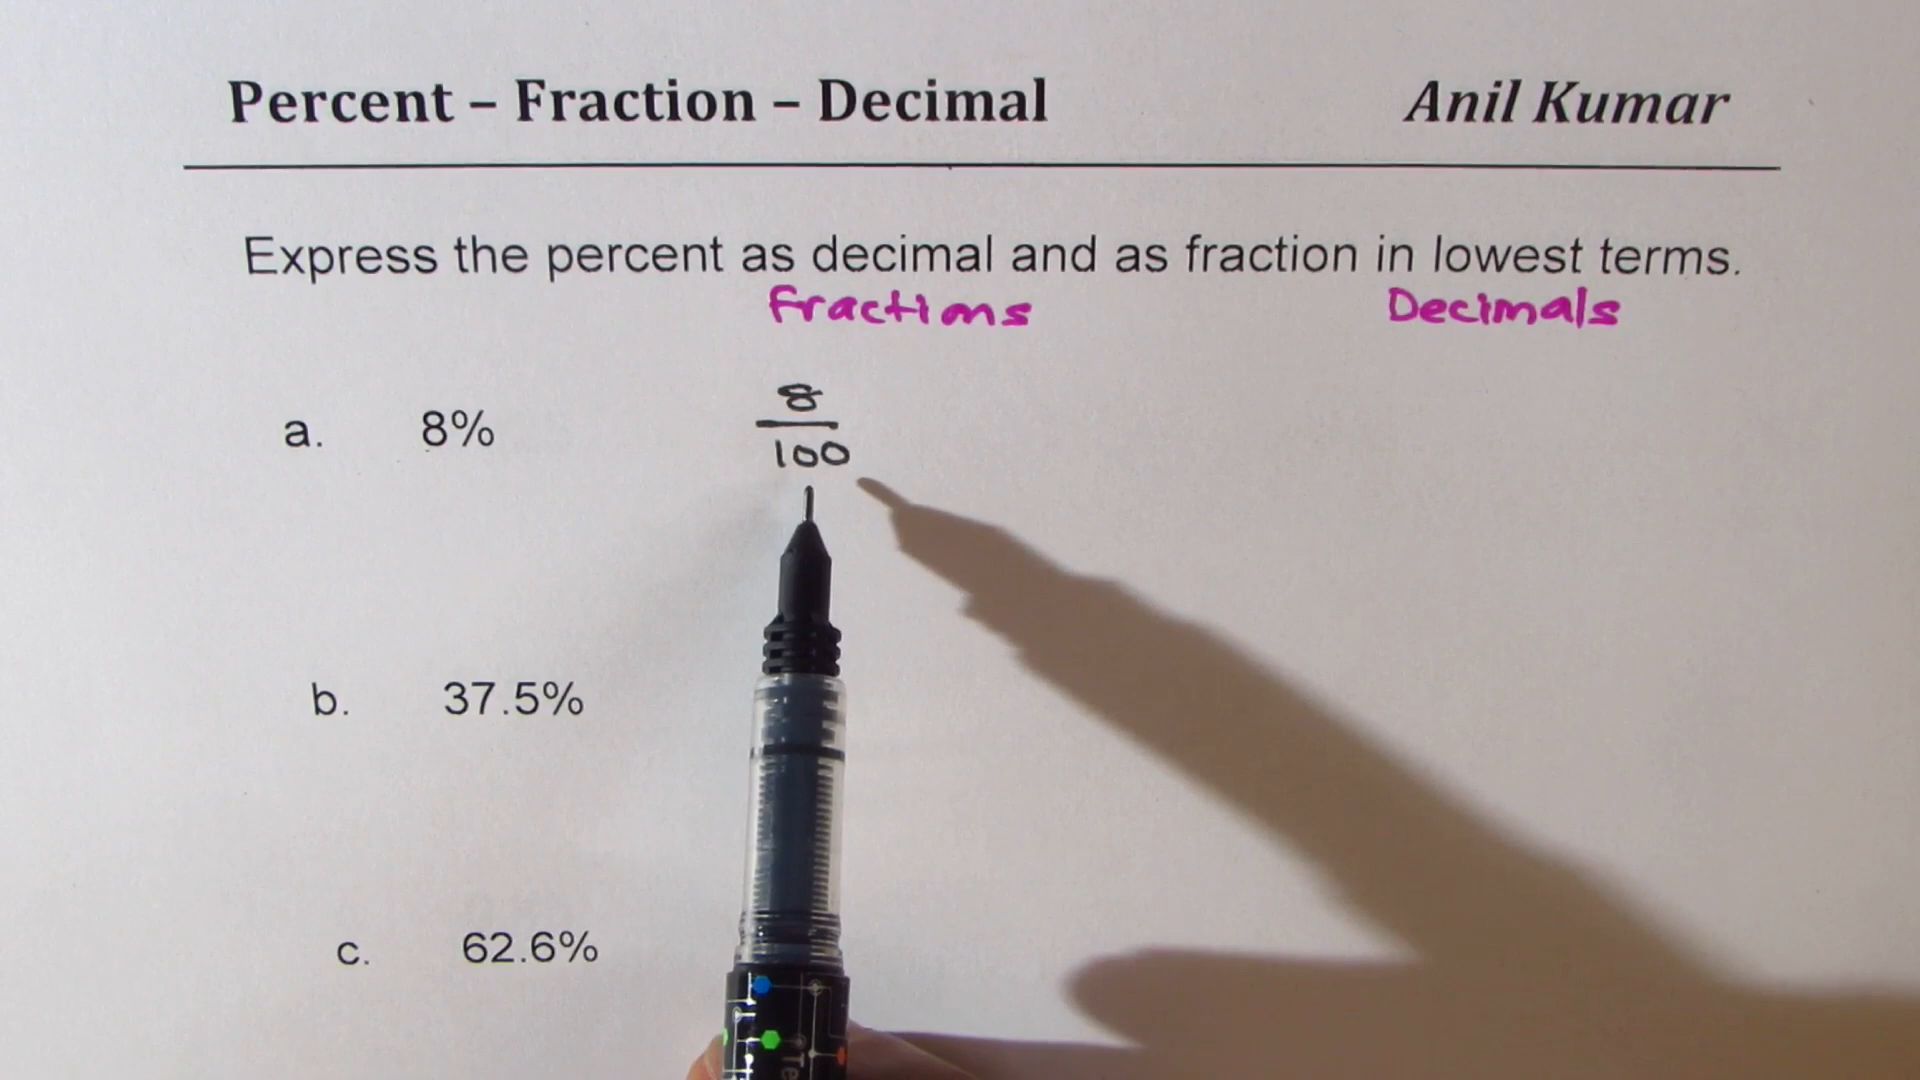 Percent – Fraction – Decimal Anil Kumar
Express the percent as decimal and as fraction in lowest terms.
Fractions Decimals
a. 8% 8
100
b. 37.5%
c. 62.6%
Te